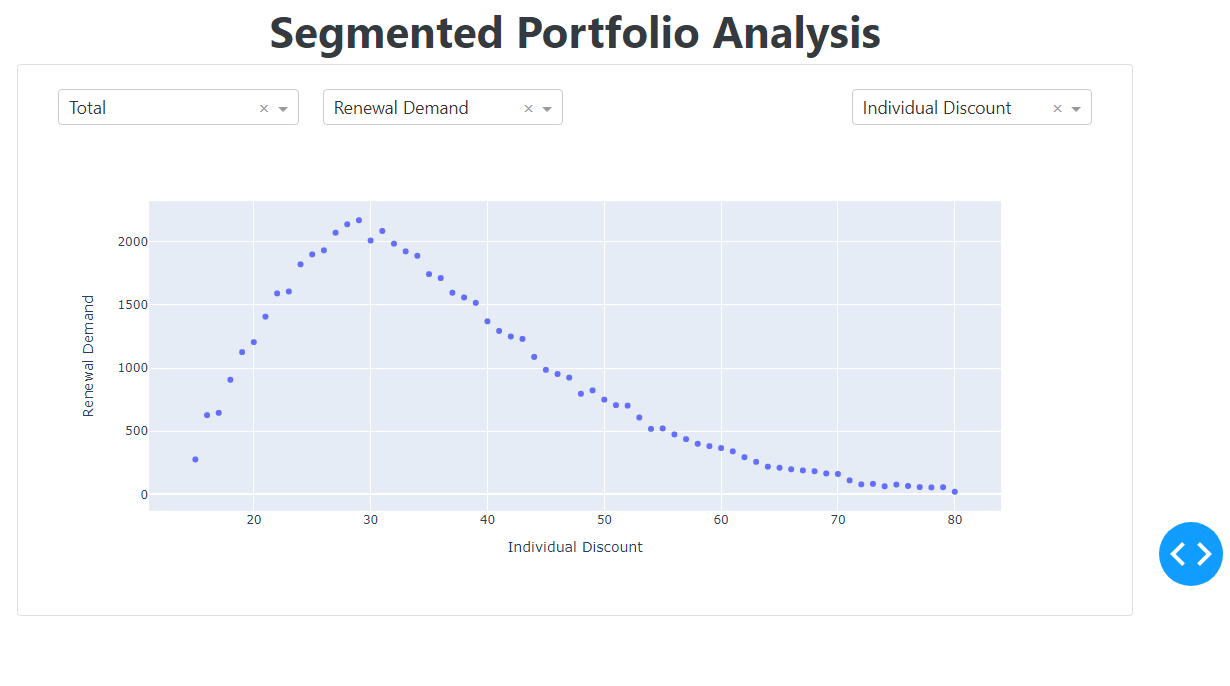 Segmented Portfolio Analysis
Total × Renewal Demand × Individual Discount ×
2000
1500
1000
500
0
Renewal Demand
20 30 40 50 60 70 80
Individual Discount